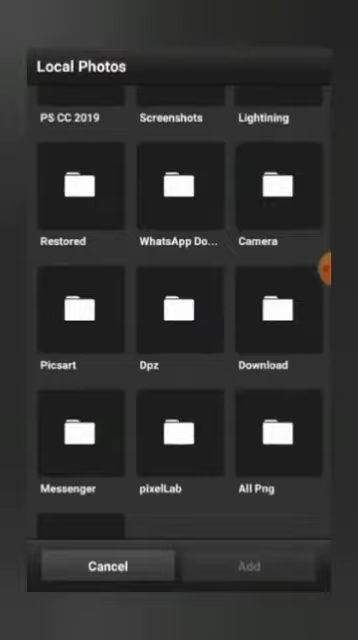 Local Photos
PS CC 2019
Screenshots
Lightining
Restored
WhatsApp Do...
Camera
Picsart
Dpz
Download
Messenger
pixelLab
All Png
Cancel
Add